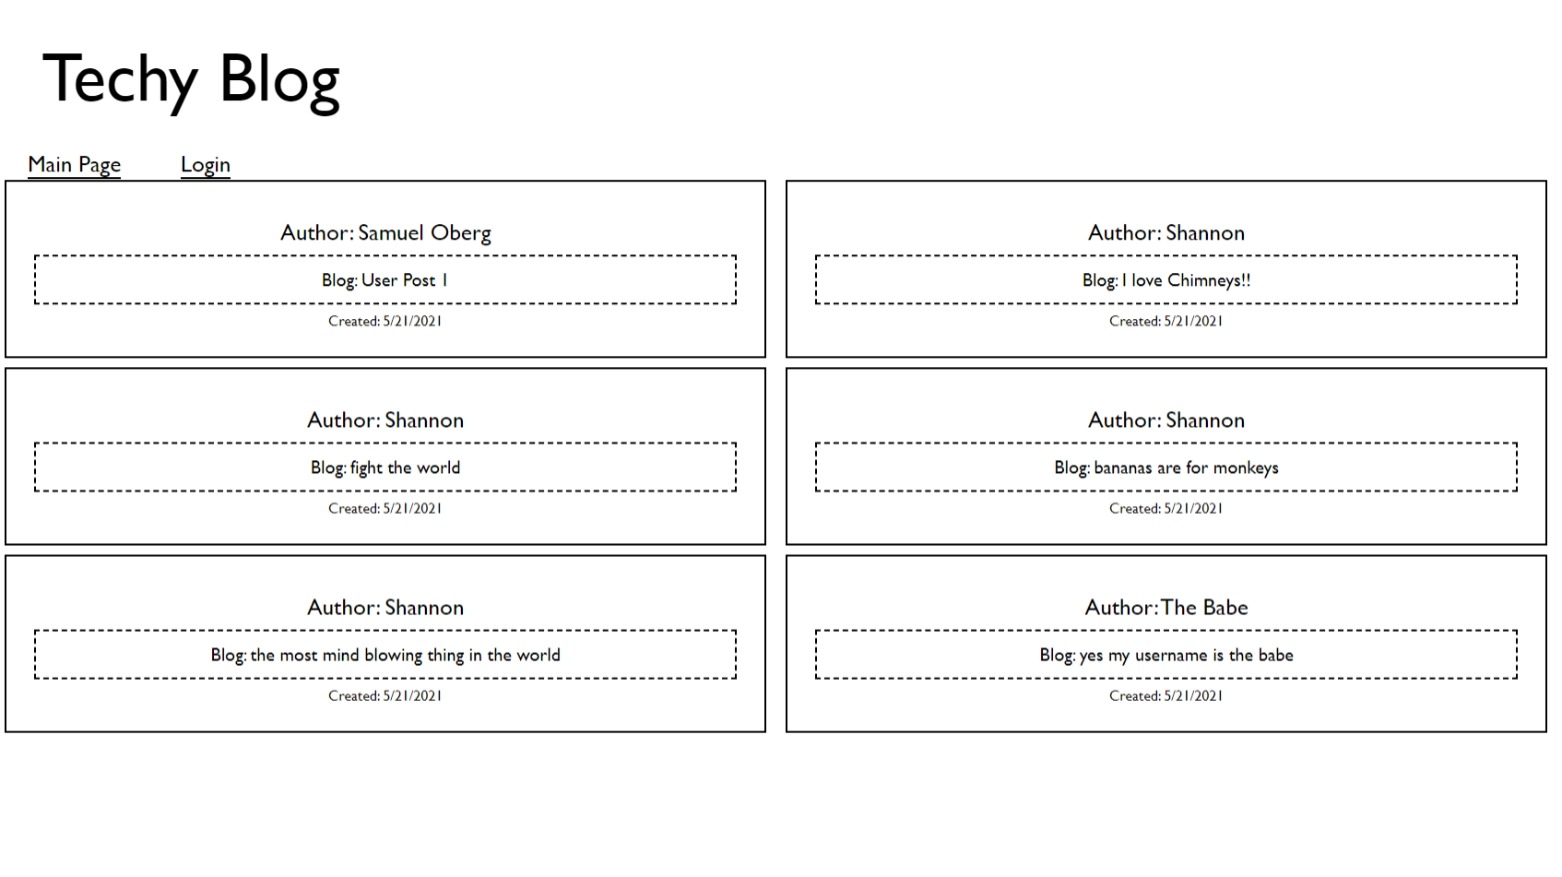 Techy Blog
Main Page Login
Author: Samuel Oberg
Blog: User Post 1
Created: 5/21/2021
Author: Shannon
Blog: I love Chimneys!!
Created: 5/21/2021
Author: Shannon
Blog: fight the world
Created: 5/21/2021
Author: Shannon
Blog: bananas are for monkeys
Created: 5/21/2021
Author: Shannon
Blog: the most mind blowing thing in the world
Created: 5/21/2021
Author: The Babe
Blog: yes my username is the babe
Created: 5/21/2021